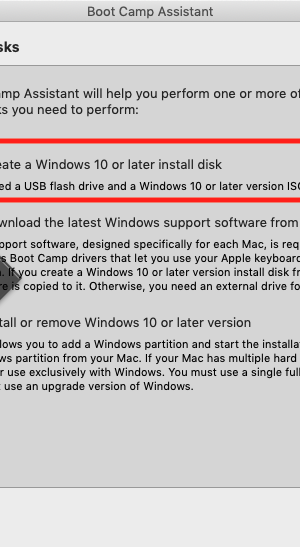 Boot Camp Assistant
sks
amp Assistant will help you perform one or more of
ks you need to perform:
eate a Windows 10 or later install disk
ed a USB flash drive and a Windows 10 or later version ISO
wnload the latest Windows support software from
pport software, designed specifically for each Mac, is req
s Boot Camp drivers that let you use your Apple keyboard
. If you create a Windows 10 or later version install disk fr
re is copied to it. Otherwise, you need an external drive fo
tall or remove Windows 10 or later version
lows you to add a Windows partition and start the installa
ws partition from your Mac. If your Mac has multiple hard
r use exclusively with Windows. You must use a single full
t use an upgrade version of Windows.